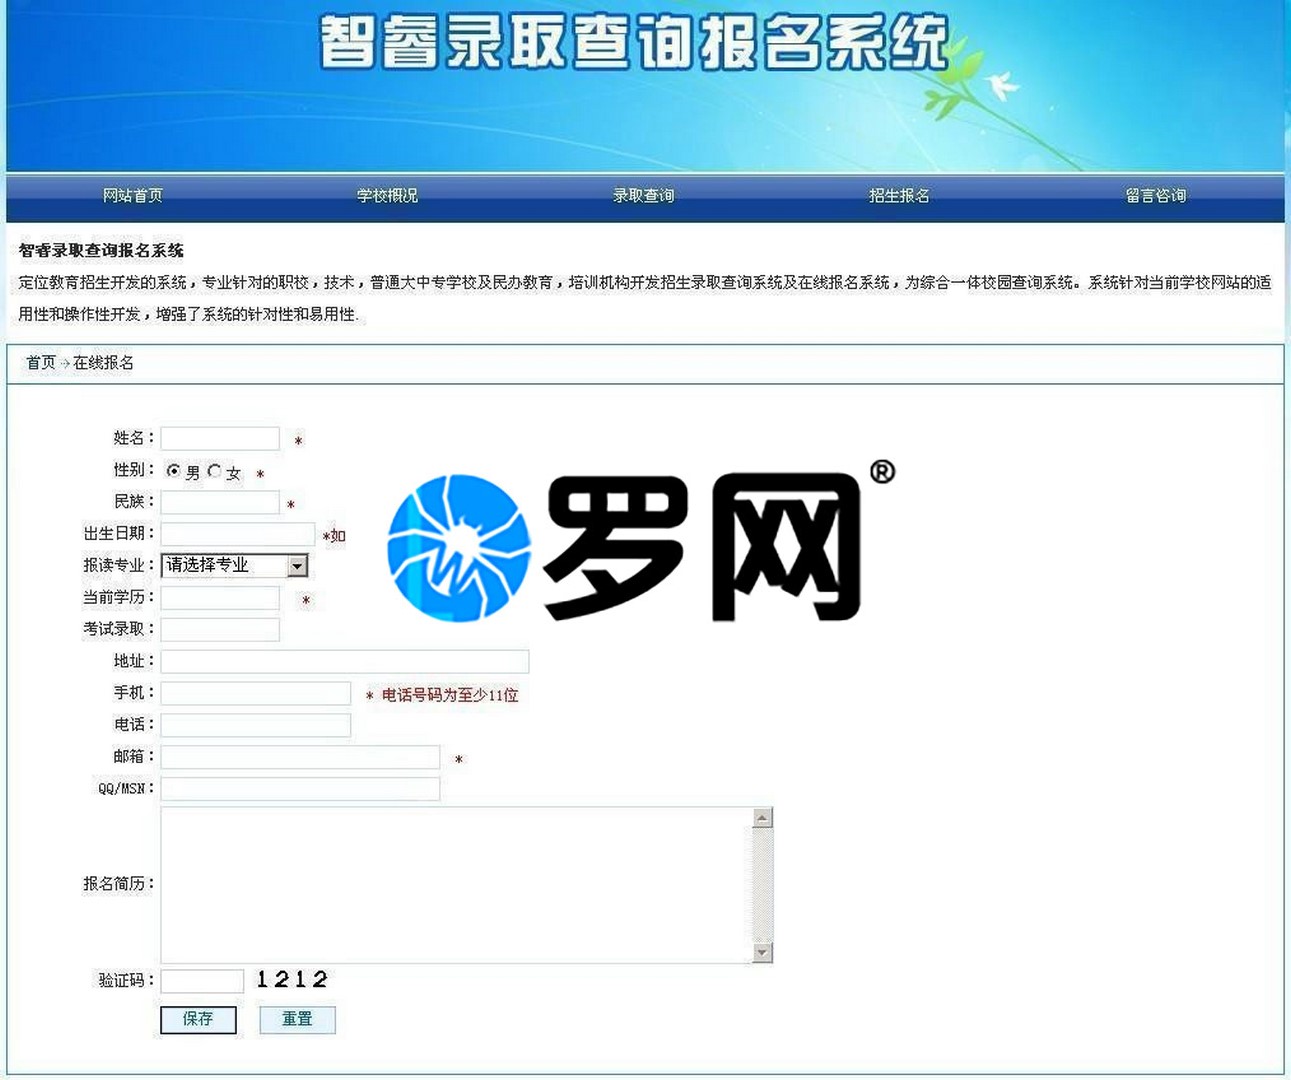 智睿录取查询报名系统
网站首页 学校概况 录取查询 招生报名 留言咨询
智睿录取查询报名系统
定位教育招生开发的系统，专业针对的职校，技术，普通大中专学校及民办教育，培训机构开发招生录取查询系统及在线报名系统，为综合一体校园查询系统。系统针对当前学校网站的适
用性和操作性开发，增强了系统的针对性和易用性.
首页→在线报名
姓名： *
性别： 男 女 *
民族： *
出生日期： *如
报读专业： 请选择专业
当前学历： *
考试录取：
罗网®
地址：
手机： * 电话号码为至少11位
电话：
邮箱： *
QQ/MSN：
报名简历：
验证码： 1212
保存 重置